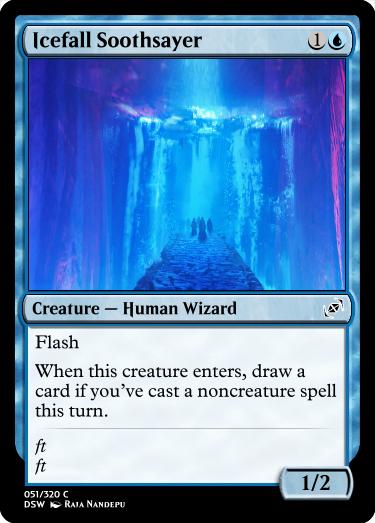 Icefall Soothsayer 1
Creature — Human Wizard
Flash
When this creature enters, draw a
card if you've cast a noncreature spell
this turn.
ft
ft
1/2
051/320 C
DSW Raja Nandepu